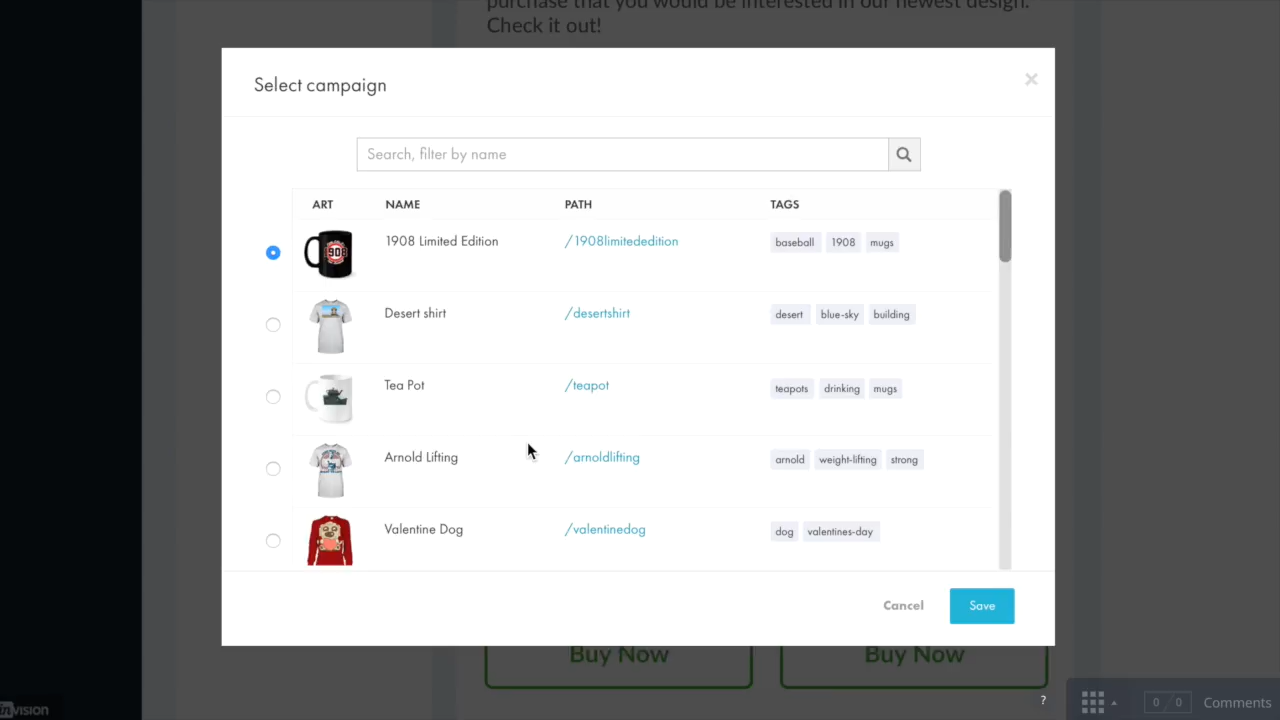 purchase that you would be interested in our newest design.
Check it out!
Select campaign
×
Search, filter by name
ART NAME PATH TAGS
908
1908 Limited Edition /1908limitededition baseball 1908 mugs
Desert shirt /desertshirt desert blue-sky building
Tea Pot /teapot teapots drinking mugs
Arnold Lifting /arnoldlifting arnold weight-lifting strong
Valentine Dog /valentinedog dog valentines-day
Cancel Save
Buy Now Buy Now
invision ? 0 / 0 Comments